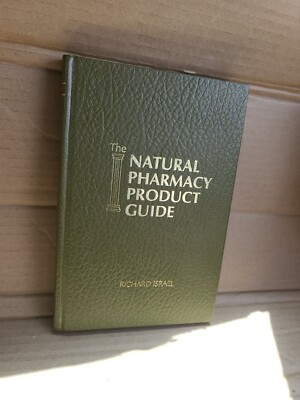 The
NATURAL
PHARMACY
PRODUCT
GUIDE
RICHARD ISRAEL